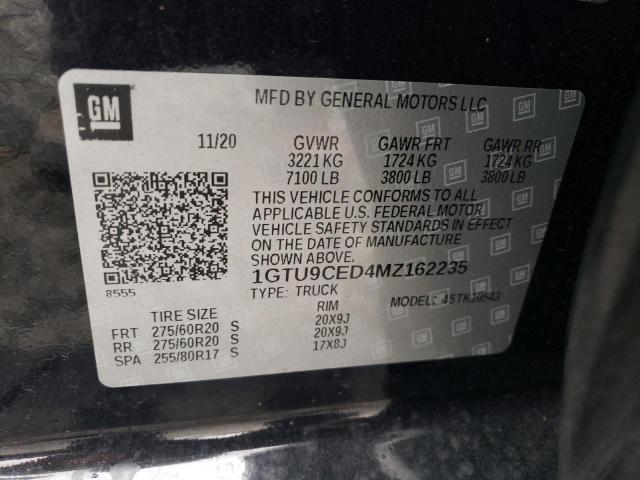 GM
MFD BY GENERAL MOTORS LLC
11/20 GVWR GAWR FRT GAWR RR
3221 KG 1724 KG 1724 KG
7100 LB 3800 LB 3800 LB
THIS VEHICLE CONFORMS TO ALL
APPLICABLE U.S. FEDERAL MOTOR
VEHICLE SAFETY STANDARDS IN EFFECT
ON THE DATE OF MANUFACTURE
SHOWN ABOVE.
1GTU9CED4MZ162235
8555
TYPE: TRUCK MODEL: 45TK10543
TIRE SIZE RIM
FRT 275/60R20 S 20X9J
RR 275/60R20 S 20X9J
SPA 255/80R17 S 17X8J